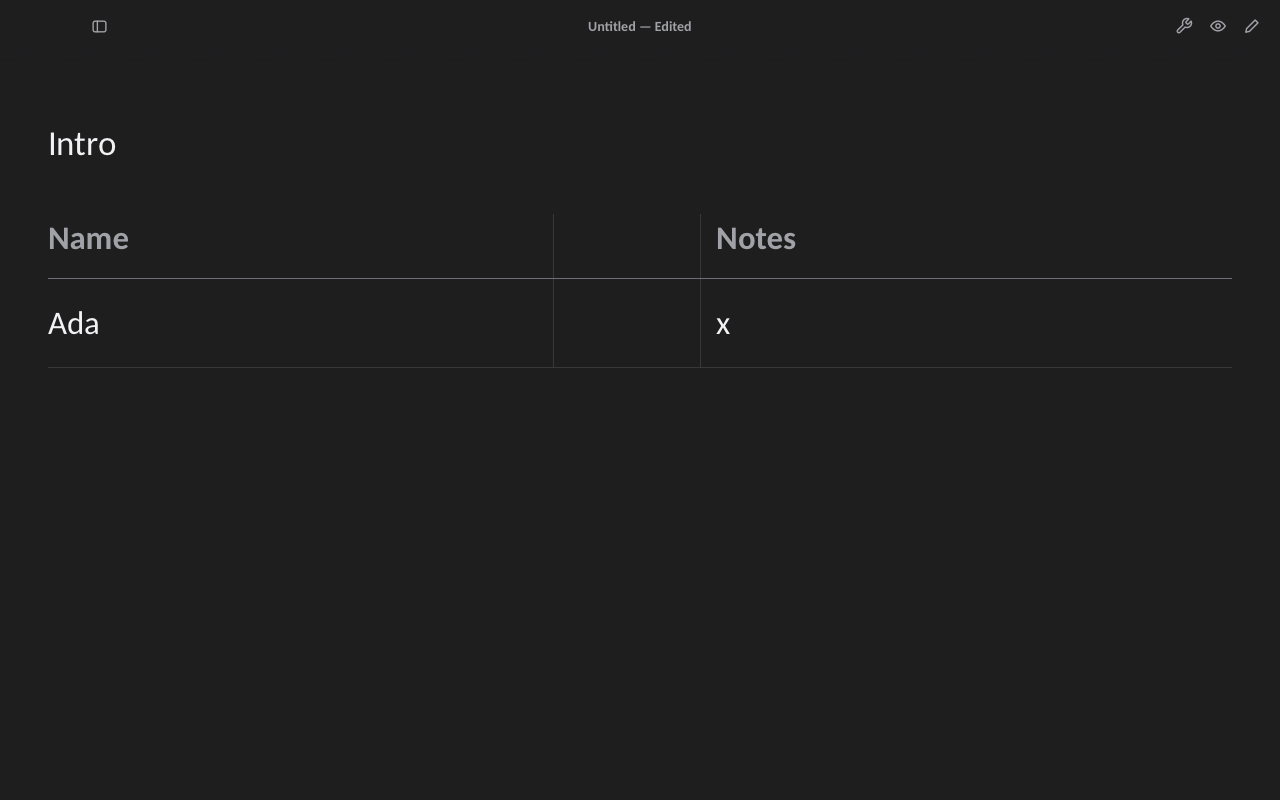 Untitled — Edited
Intro
Name Notes
Ada x